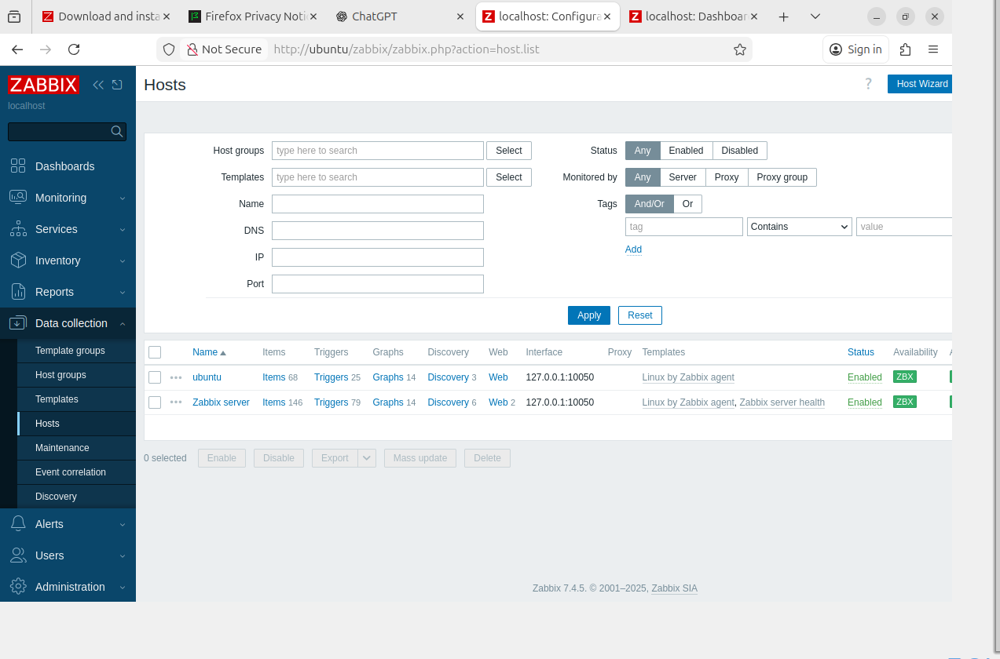 Download and insta
Firefox Privacy Noti
ChatGPT
localhost: Configura
localhost: Dashboar
Not Secure
http://ubuntu/zabbix/zabbix.php?action=host.list
Sign in
ZABBIX
localhost
Dashboards
Monitoring
Services
Inventory
Reports
Data collection
Template groups
Host groups
Templates
Hosts
Maintenance
Event correlation
Discovery
Alerts
Users
Administration
Hosts
? Host Wizard
Host groups type here to search Select
Templates type here to search Select
Name
DNS
IP
Port
Status Any Enabled Disabled
Monitored by Any Server Proxy Proxy group
Tags And/Or Or
tag Contains value
Add
Apply Reset
Name Items Triggers Graphs Discovery Web Interface Proxy Templates Status Availability
ubuntu Items 68 Triggers 25 Graphs 14 Discovery 3 Web 127.0.0.1:10050 Linux by Zabbix agent Enabled ZBX
Zabbix server Items 146 Triggers 79 Graphs 14 Discovery 6 Web 2 127.0.0.1:10050 Linux by Zabbix agent, Zabbix server health Enabled ZBX
0 selected Enable Disable Export Mass update Delete
Zabbix 7.4.5. © 2001–2025, Zabbix SIA